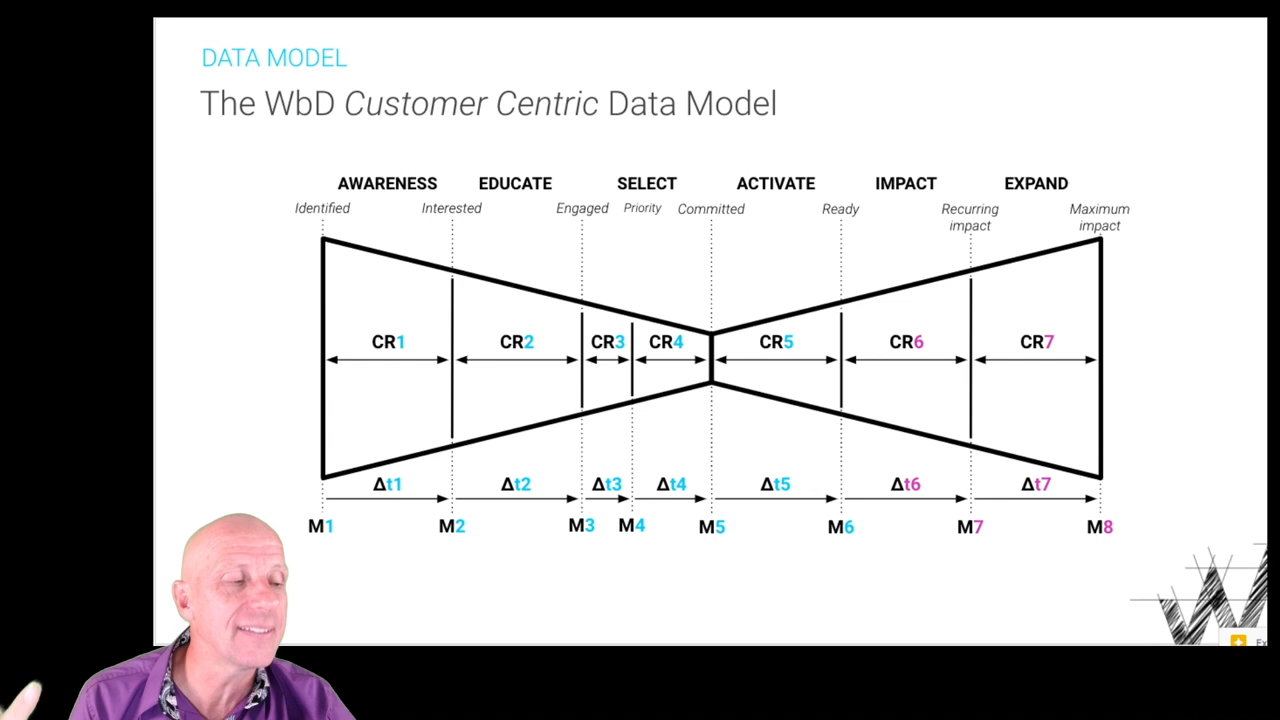 DATA MODEL
The WbD Customer Centric Data Model
AWARENESS EDUCATE SELECT ACTIVATE IMPACT EXPAND
Identified Interested Engaged Priority Committed Ready Recurring impact Maximum impact
CR1 CR2 CR3 CR4 CR5 CR6 CR7
Δt1 Δt2 Δt3 Δt4 Δt5 Δt6 Δt7
M1 M2 M3 M4 M5 M6 M7 M8